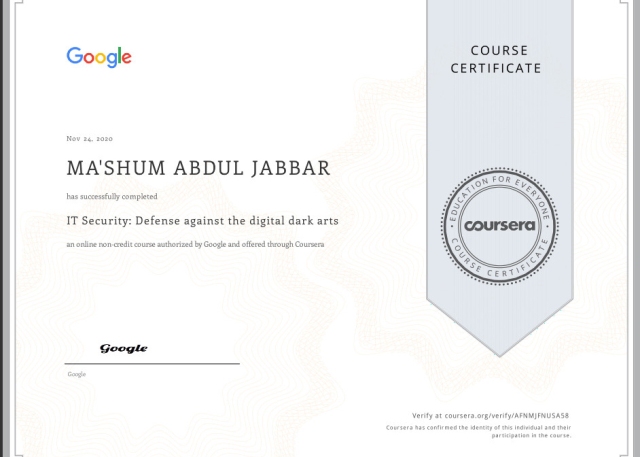 Google
COURSE
CERTIFICATE
Nov 24, 2020
MA'SHUM ABDUL JABBAR
has successfully completed
IT Security: Defense against the digital dark arts
an online non-credit course authorized by Google and offered through Coursera
EDUCATION FOR EVERYONE
coursera
COURSE CERTIFICATE
Google
Google
Verify at coursera.org/verify/AFNMJFNUSA58
Coursera has confirmed the identity of this individual and their
participation in the course.